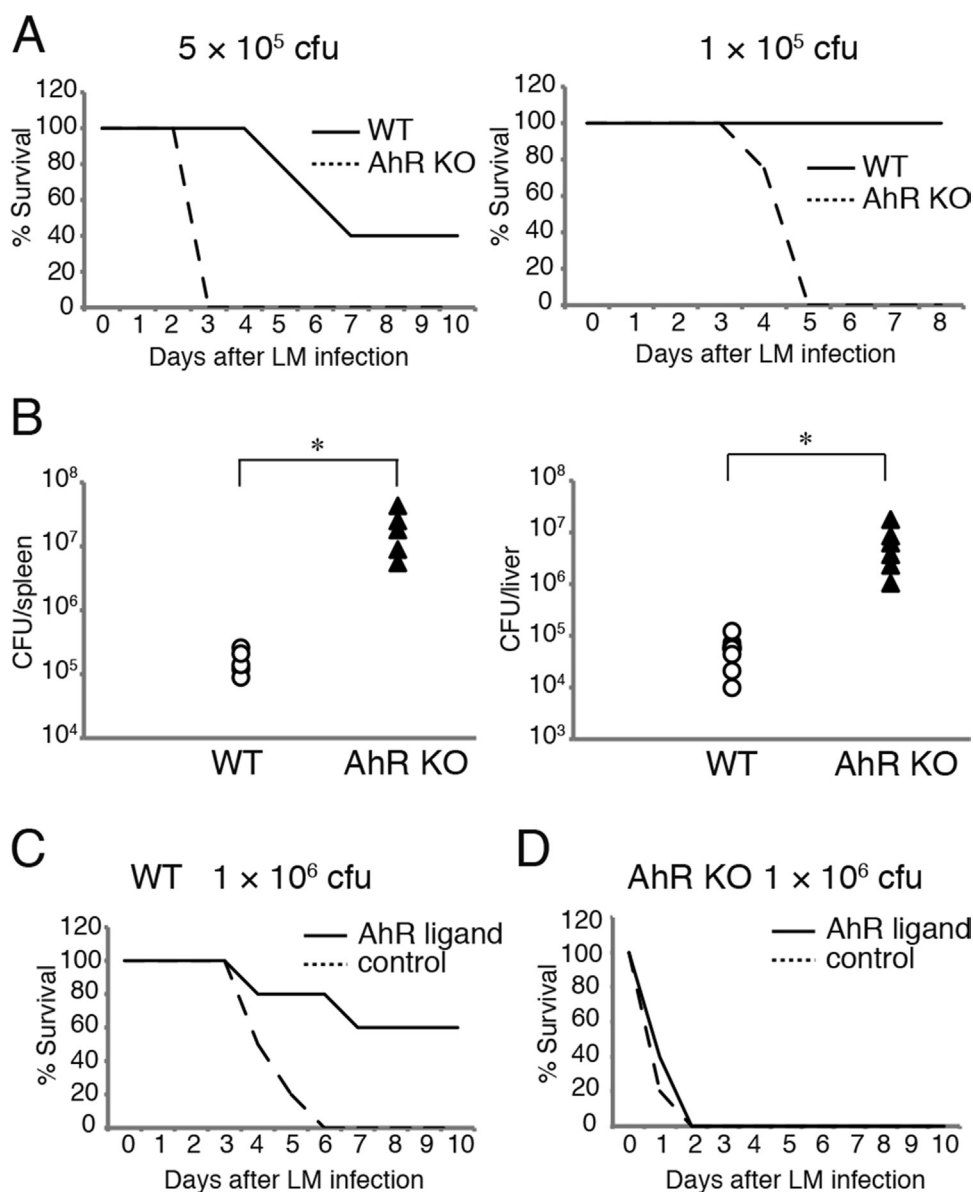 A
5 × 10⁵ cfu
120
100
80
60
40
20
0
% Survival
WT
AhR KO
0 1 2 3 4 5 6 7 8 9 10
Days after LM infection
1 × 10⁵ cfu
120
100
80
60
40
20
0
% Survival
WT
AhR KO
0 1 2 3 4 5 6 7 8
Days after LM infection
B
*
10⁸
10⁷
10⁶
10⁵
10⁴
CFU/spleen
WT AhR KO
*
10⁸
10⁷
10⁶
10⁵
10⁴
10³
CFU/liver
WT AhR KO
C
WT 1 × 10⁶ cfu
120
100
80
60
40
20
0
% Survival
AhR ligand
control
0 1 2 3 4 5 6 7 8 9 10
Days after LM infection
D
AhR KO 1 × 10⁶ cfu
120
100
80
60
40
20
0
% Survival
AhR ligand
control
0 1 2 3 4 5 6 7 8 9 10
Days after LM infection